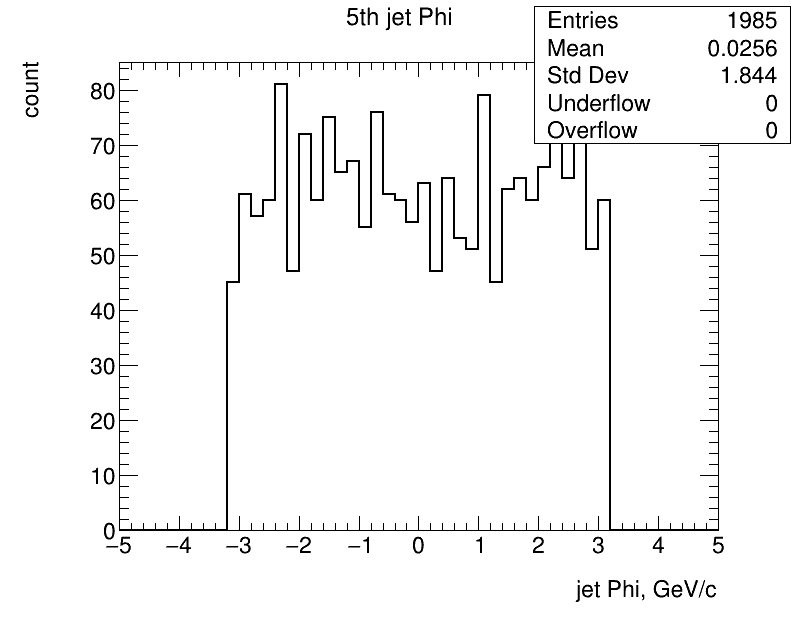 5th jet Phi
Entries 1985
Mean 0.0256
Std Dev 1.844
Underflow 0
Overflow 0
count
80
70
60
50
40
30
20
10
0
−5 −4 −3 −2 −1 0 1 2 3 4 5
jet Phi, GeV/c